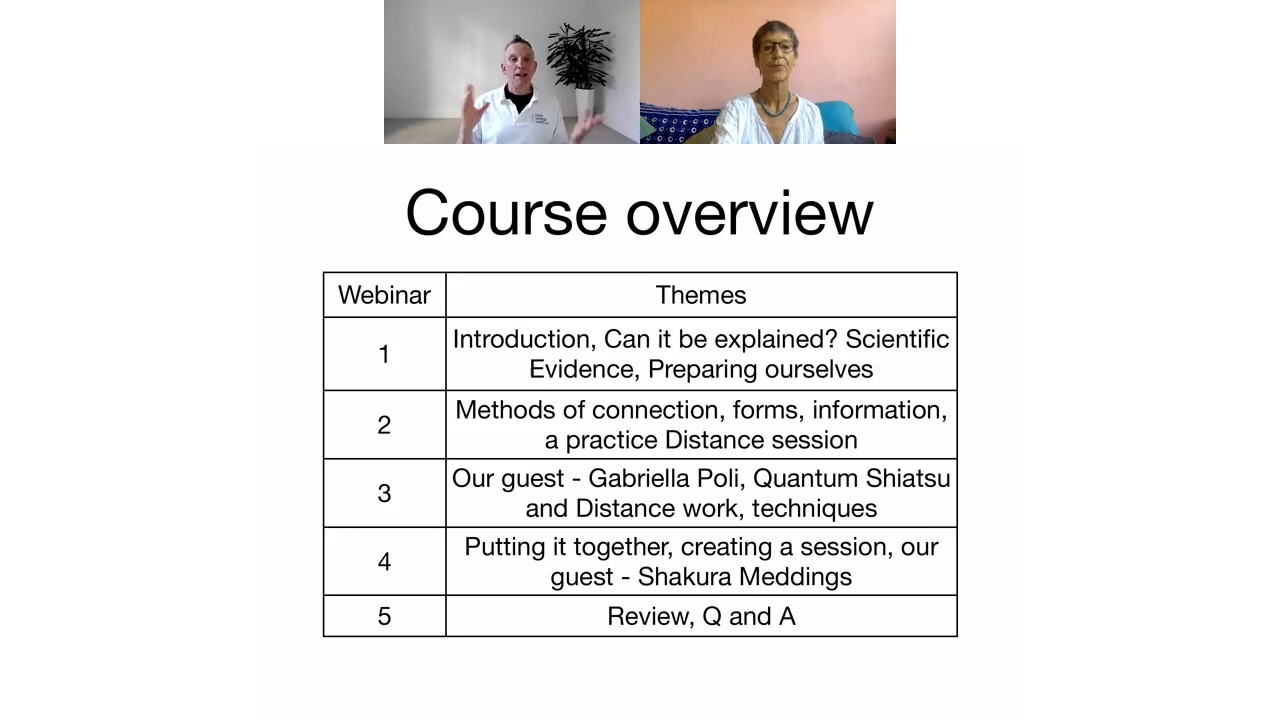 Course overview
Webinar
Themes
1
Introduction, Can it be explained? Scientific
Evidence, Preparing ourselves
2
Methods of connection, forms, information,
a practice Distance session
3
Our guest - Gabriella Poli, Quantum Shiatsu
and Distance work, techniques
4
Putting it together, creating a session, our
guest - Shakura Meddings
5
Review, Q and A